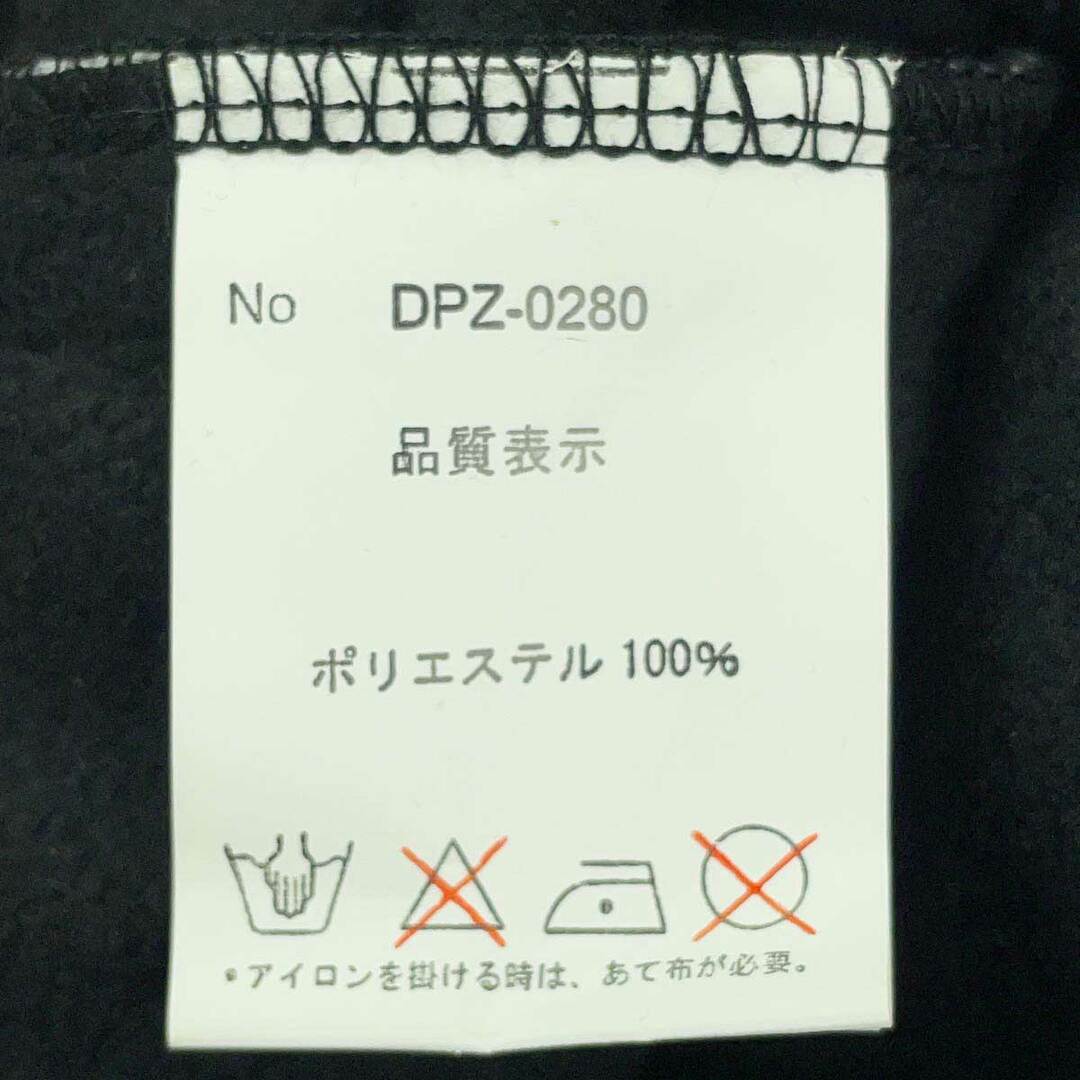 No DPZ-0280
品質表示
ポリエステル 100%
•アイロンを掛ける時は、あて布が必要。